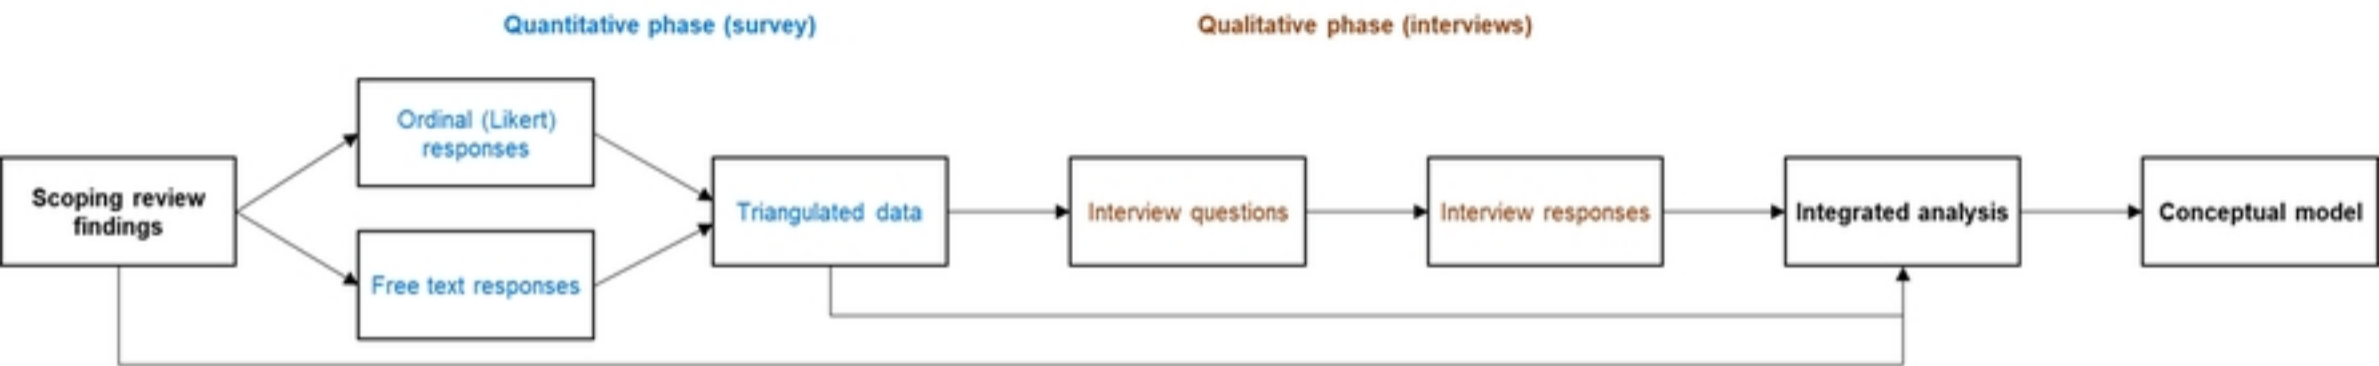 Quantitative phase (survey)
Qualitative phase (interviews)
Scoping review
findings
Ordinal (Likert)
responses
Free text responses
Triangulated data
Interview questions
Interview responses
Integrated analysis
Conceptual model